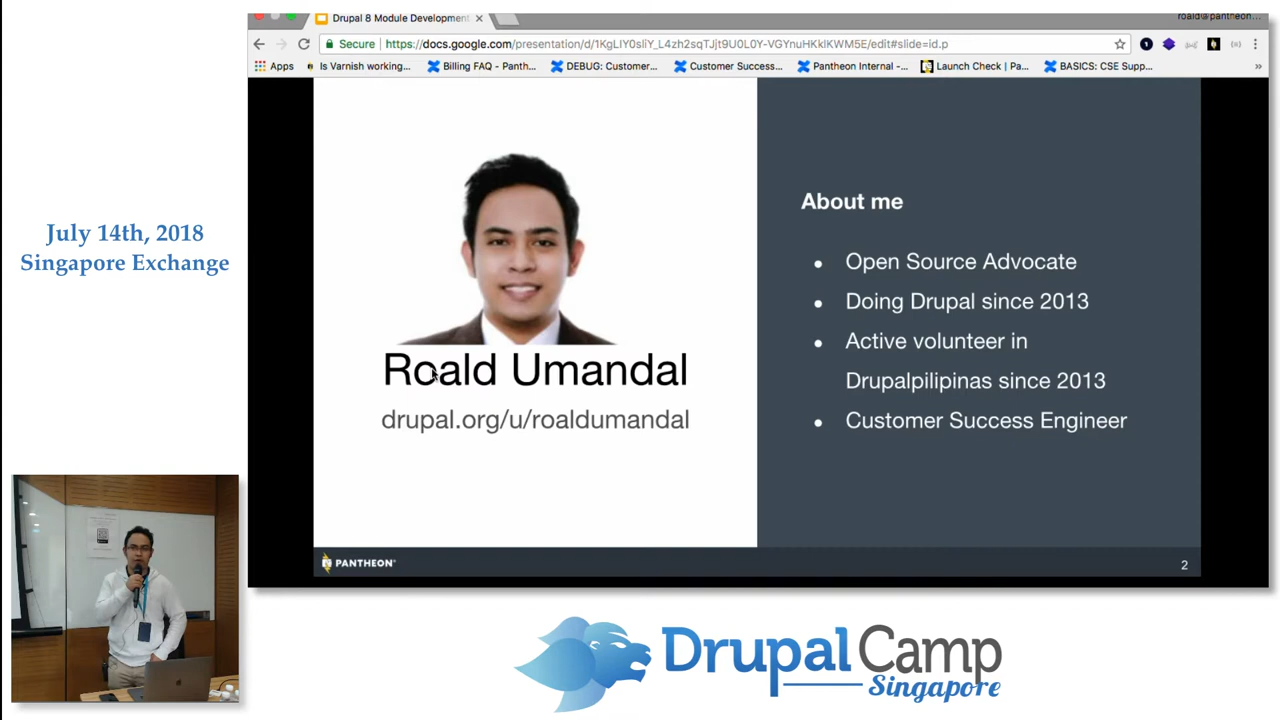 Drupal 8 Module Development
roald@pantheon...
Secure
https://docs.google.com/presentation/d/1KgLIY0sliY_L4zh2sqTJjt9U0L0Y-VGYnuHKklKWM5E/edit#slide=id.p
Apps
Is Varnish working...
Billing FAQ - Panth...
DEBUG: Customer...
Customer Success...
Pantheon Internal -...
Launch Check | Pa...
BASICS: CSE Supp...
July 14th, 2018
Singapore Exchange
Roald Umandal
drupal.org/u/roaldumandal
About me
● Open Source Advocate
● Doing Drupal since 2013
● Active volunteer in
Drupalpilipinas since 2013
● Customer Success Engineer
PANTHEON
2
Drupal Camp
Singapore